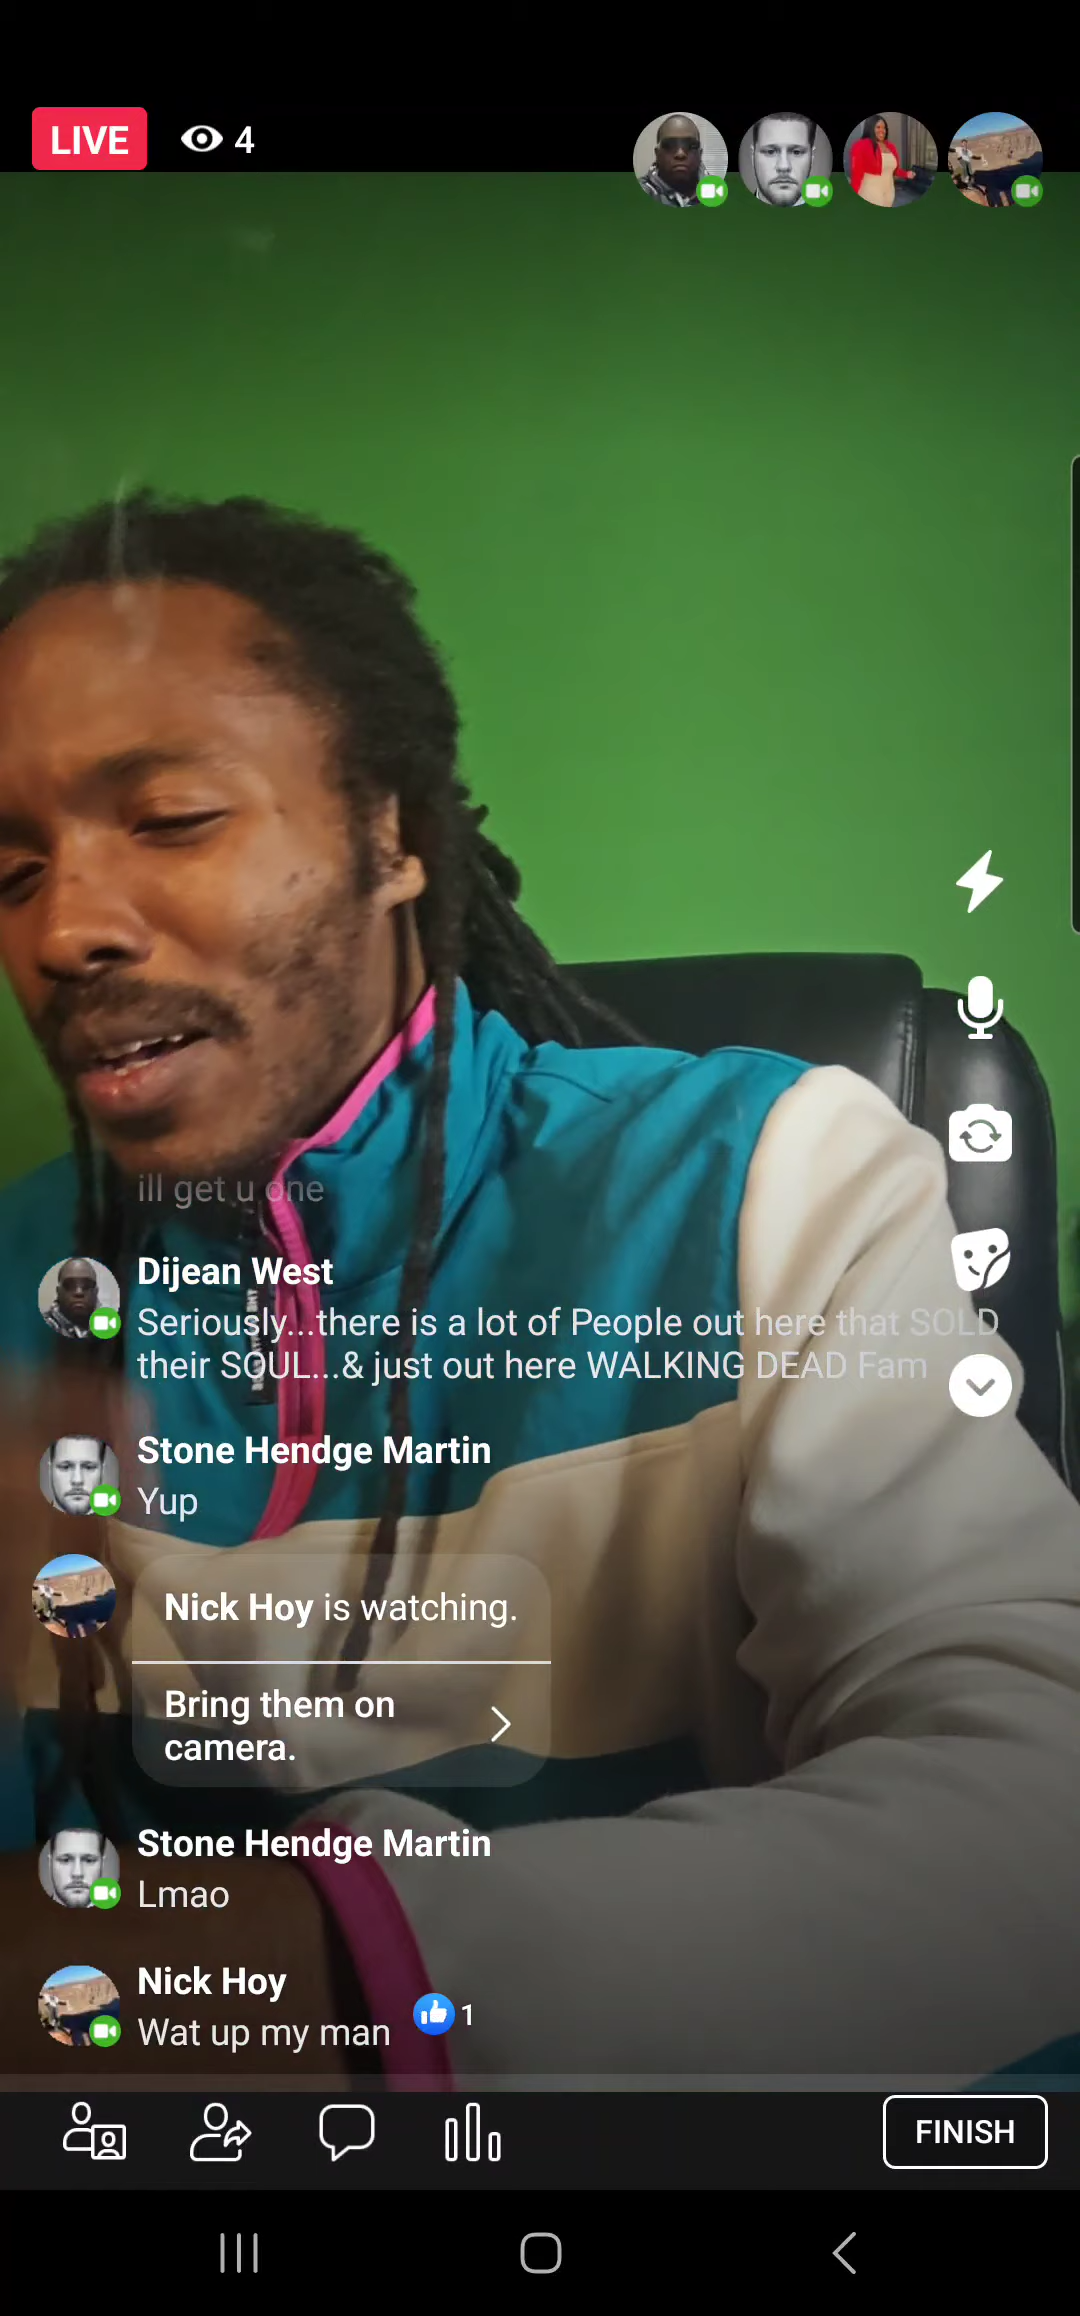 LIVE
4
ill get u one
Dijean West
Seriously...there is a lot of People out here that SOLD
their SOUL...& just out here WALKING DEAD Fam
Stone Hendge Martin
Yup
Nick Hoy is watching.
Bring them on
camera.
Stone Hendge Martin
Lmao
Nick Hoy
Wat up my man
1
FINISH